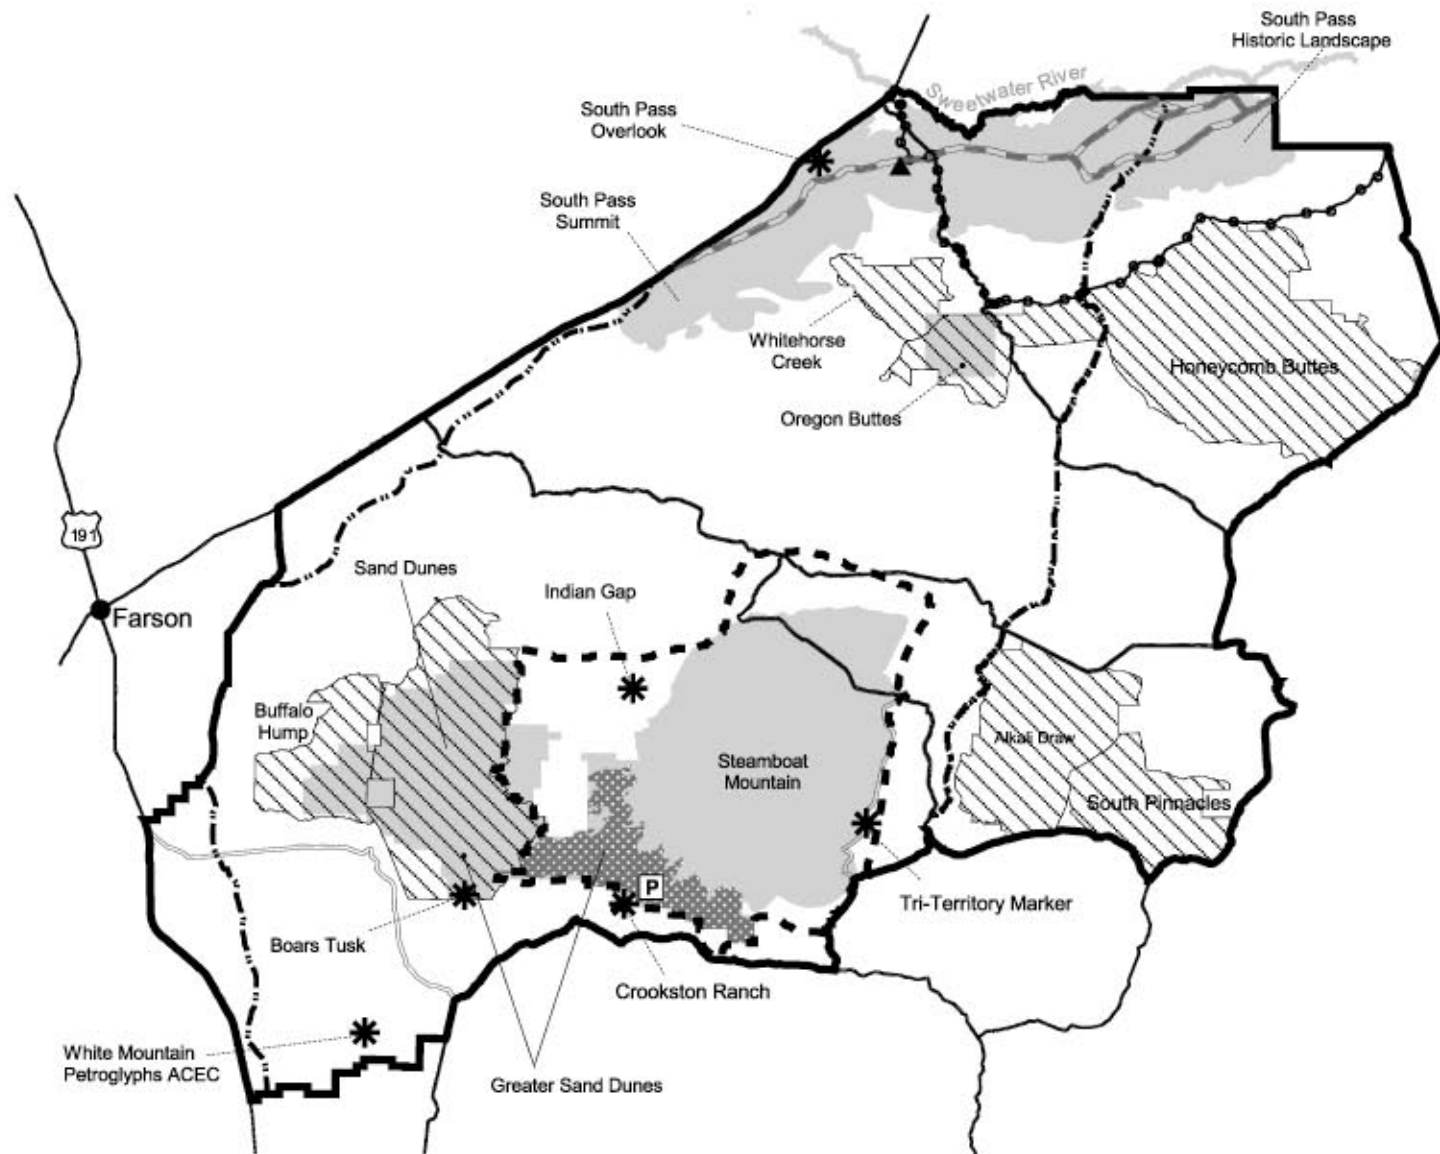 South Pass
Historic Landscape
Sweetwater River
South Pass
Overlook
South Pass
Summit
Whitehorse
Creek
Honeycomb Buttes
Oregon Buttes
191
Sand Dunes
Indian Gap
Farson
Buffalo
Hump
Alkali Draw
Steamboat
Mountain
South Pinnacles
P
Tri-Territory Marker
Boars Tusk
Crookston Ranch
White Mountain
Petroglyphs ACEC
Greater Sand Dunes